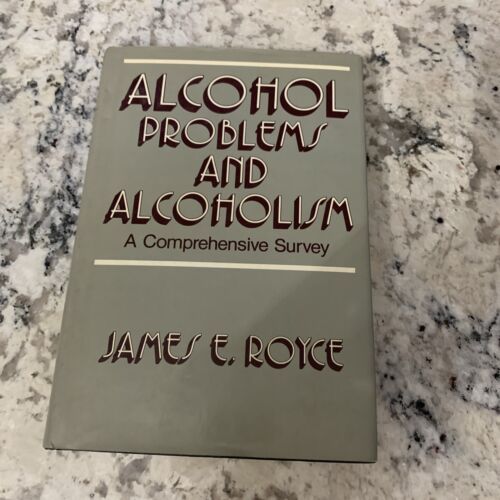 ALCOHOL
PROBLEMS
AND
ALCOHOLISM
A Comprehensive Survey
JAMES E. ROYCE